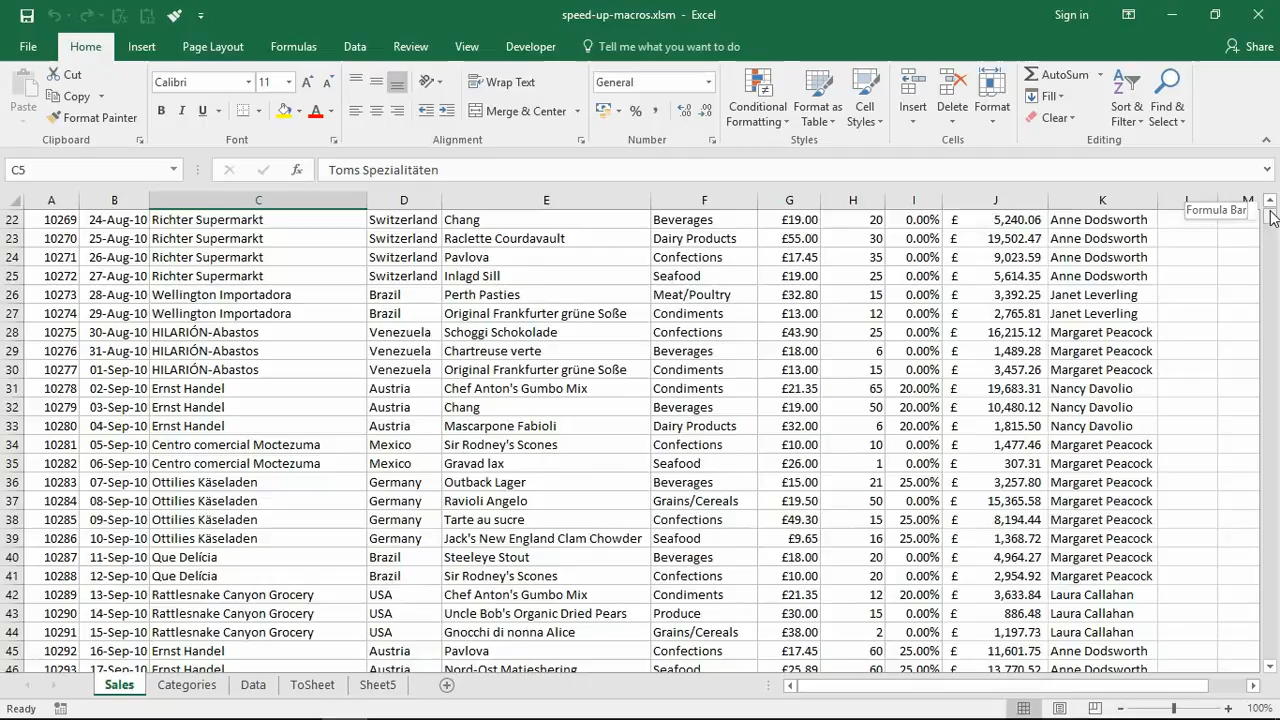 speed-up-macros.xlsm - Excel Sign in
File Home Insert Page Layout Formulas Data Review View Developer Tell me what you want to do Share
Paste Cut Copy Format Painter Clipboard
Calibri 11 B I U A Font
Wrap Text Merge & Center Alignment
General % , Number
Conditional Formatting Format as Table Cell Styles Styles
Insert Delete Format Cells
AutoSum Fill Clear Sort & Filter Find & Select Editing
C5 fx Toms Spezialitäten
A B C D E F G H I J K L M
Formula Bar
22 10269 24-Aug-10 Richter Supermarkt Switzerland Chang Beverages £19.00 20 0.00% £ 5,240.06 Anne Dodsworth
23 10270 25-Aug-10 Richter Supermarkt Switzerland Raclette Courdavault Dairy Products £55.00 30 0.00% £ 19,502.47 Anne Dodsworth
24 10271 26-Aug-10 Richter Supermarkt Switzerland Pavlova Confections £17.45 35 0.00% £ 9,023.59 Anne Dodsworth
25 10272 27-Aug-10 Richter Supermarkt Switzerland Inlagd Sill Seafood £19.00 25 0.00% £ 5,614.35 Anne Dodsworth
26 10273 28-Aug-10 Wellington Importadora Brazil Perth Pasties Meat/Poultry £32.80 15 0.00% £ 3,392.25 Janet Leverling
27 10274 29-Aug-10 Wellington Importadora Brazil Original Frankfurter grüne Soße Condiments £13.00 12 0.00% £ 2,765.81 Janet Leverling
28 10275 30-Aug-10 HILARIÓN-Abastos Venezuela Schoggi Schokolade Confections £43.90 25 0.00% £ 16,215.12 Margaret Peacock
29 10276 31-Aug-10 HILARIÓN-Abastos Venezuela Chartreuse verte Beverages £18.00 6 0.00% £ 1,489.28 Margaret Peacock
30 10277 01-Sep-10 HILARIÓN-Abastos Venezuela Original Frankfurter grüne Soße Condiments £13.00 15 0.00% £ 3,457.26 Margaret Peacock
31 10278 02-Sep-10 Ernst Handel Austria Chef Anton's Gumbo Mix Condiments £21.35 65 20.00% £ 19,683.31 Nancy Davolio
32 10279 03-Sep-10 Ernst Handel Austria Chang Beverages £19.00 50 20.00% £ 10,480.12 Nancy Davolio
33 10280 04-Sep-10 Ernst Handel Austria Mascarpone Fabioli Dairy Products £32.00 6 20.00% £ 1,815.50 Nancy Davolio
34 10281 05-Sep-10 Centro comercial Moctezuma Mexico Sir Rodney's Scones Confections £10.00 10 0.00% £ 1,477.46 Margaret Peacock
35 10282 06-Sep-10 Centro comercial Moctezuma Mexico Gravad lax Seafood £26.00 1 0.00% £ 307.31 Margaret Peacock
36 10283 07-Sep-10 Ottilies Käseladen Germany Outback Lager Beverages £15.00 21 0.00% £ 3,257.80 Margaret Peacock
37 10284 08-Sep-10 Ottilies Käseladen Germany Ravioli Angelo Grains/Cereals £19.50 50 0.00% £ 15,365.58 Margaret Peacock
38 10285 09-Sep-10 Ottilies Käseladen Germany Tarte au sucre Confections £49.30 15 25.00% £ 8,194.44 Margaret Peacock
39 10286 10-Sep-10 Ottilies Käseladen Germany Jack's New England Clam Chowder Seafood £9.65 16 25.00% £ 1,368.72 Margaret Peacock
40 10287 11-Sep-10 Que Delícia Brazil Steeleye Stout Beverages £18.00 20 0.00% £ 4,964.27 Margaret Peacock
41 10288 12-Sep-10 Que Delícia Brazil Sir Rodney's Scones Confections £10.00 20 0.00% £ 2,954.92 Margaret Peacock
42 10289 13-Sep-10 Rattlesnake Canyon Grocery USA Chef Anton's Gumbo Mix Condiments £21.35 12 20.00% £ 3,633.84 Laura Callahan
43 10290 14-Sep-10 Rattlesnake Canyon Grocery USA Uncle Bob's Organic Dried Pears Produce £30.00 15 0.00% £ 886.48 Laura Callahan
44 10291 15-Sep-10 Rattlesnake Canyon Grocery USA Gnocchi di nonna Alice Grains/Cereals £38.00 2 0.00% £ 1,197.73 Laura Callahan
45 10292 16-Sep-10 Ernst Handel Austria Pavlova Confections £17.45 60 25.00% £ 11,601.75 Anne Dodsworth
46 10293 17-Sep-10 Ernst Handel Austria Nord-Ost Matjeshering Seafood £25.89 60 25.00% £ 13,770.52 Anne Dodsworth
Sales Categories Data ToSheet Sheet5
Ready 100%